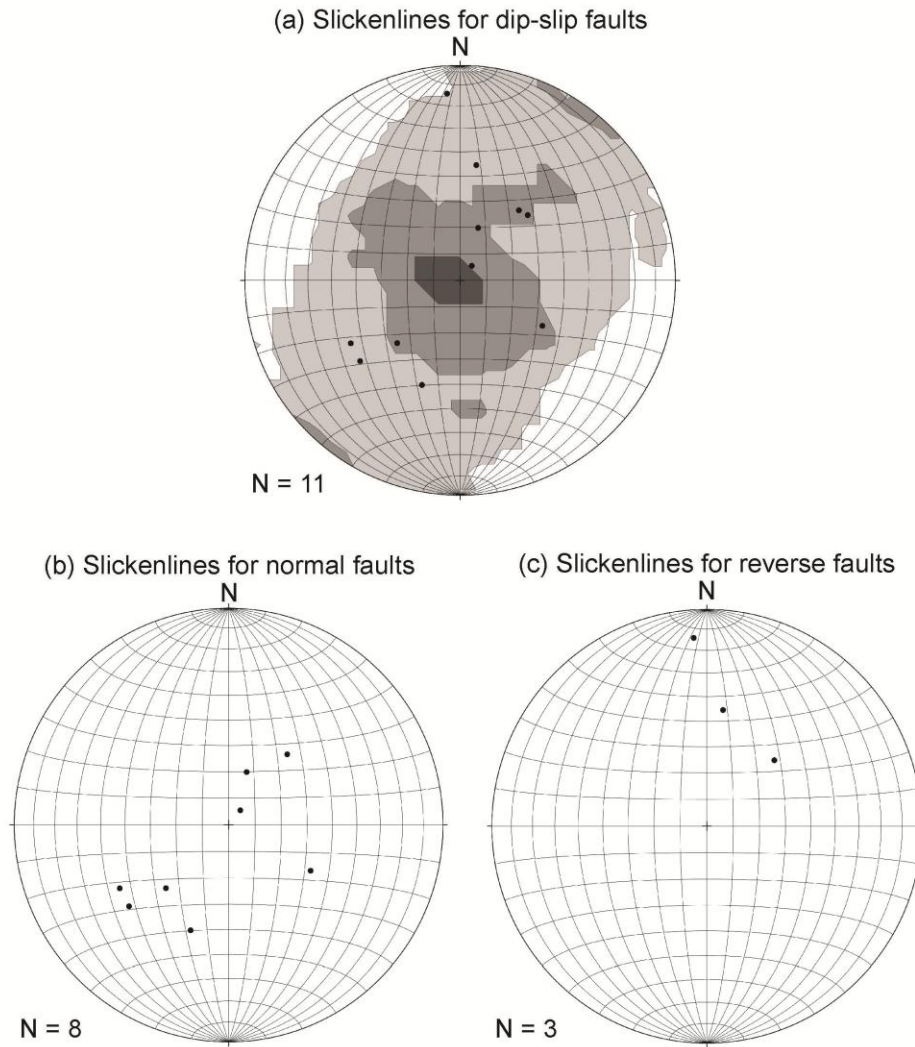 (a) Slickenlines for dip-slip faults
N
N = 11
(b) Slickenlines for normal faults
N
N = 8
(c) Slickenlines for reverse faults
N
N = 3